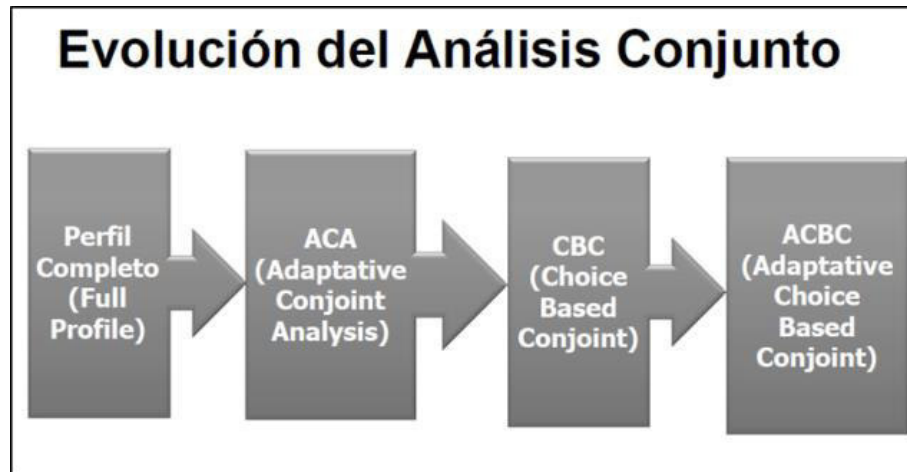 Evolución del Análisis Conjunto
Perfil
Completo
(Full
Profile)
ACA
(Adaptative
Conjoint
Analysis)
CBC
(Choice
Based
Conjoint)
ACBC
(Adaptative
Choice
Based
Conjoint)